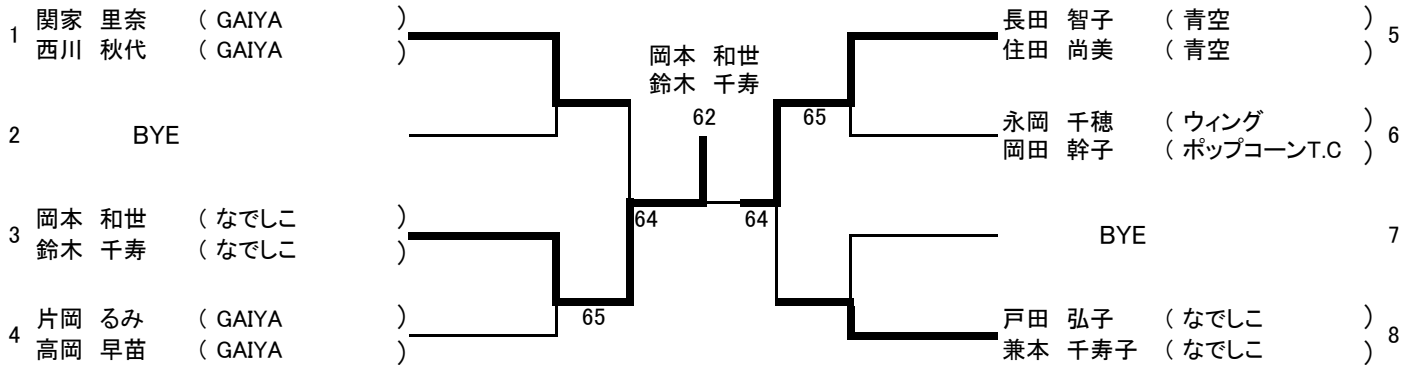 1 関家 里奈 ( GAIYA )
西川 秋代 ( GAIYA )
2 BYE
3 岡本 和世 ( なでしこ )
鈴木 千寿 ( なでしこ )
4 片岡 るみ ( GAIYA )
高岡 早苗 ( GAIYA )
65
64
岡本 和世
鈴木 千寿
62
64
65
長田 智子 ( 青空 ) 5
住田 尚美 ( 青空 )
永岡 千穂 ( ウィング ) 6
岡田 幹子 ( ポップコーンT.C )
BYE 7
戸田 弘子 ( なでしこ ) 8
兼本 千寿子 ( なでしこ )